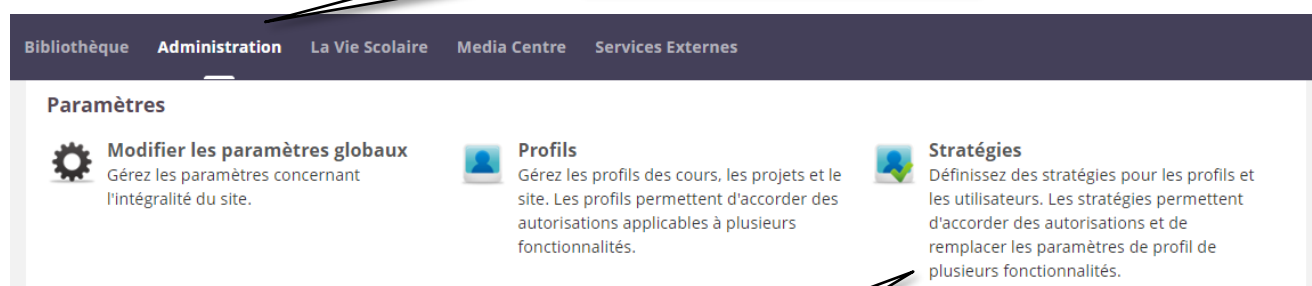 Bibliothèque Administration La Vie Scolaire Media Centre Services Externes
Paramètres
Modifier les paramètres globaux
Gérez les paramètres concernant
l'intégralité du site.
Profils
Gérez les profils des cours, les projets et le
site. Les profils permettent d'accorder des
autorisations applicables à plusieurs
fonctionnalités.
Stratégies
Définissez des stratégies pour les profils et
les utilisateurs. Les stratégies permettent
d'accorder des autorisations et de
remplacer les paramètres de profil de
plusieurs fonctionnalités.